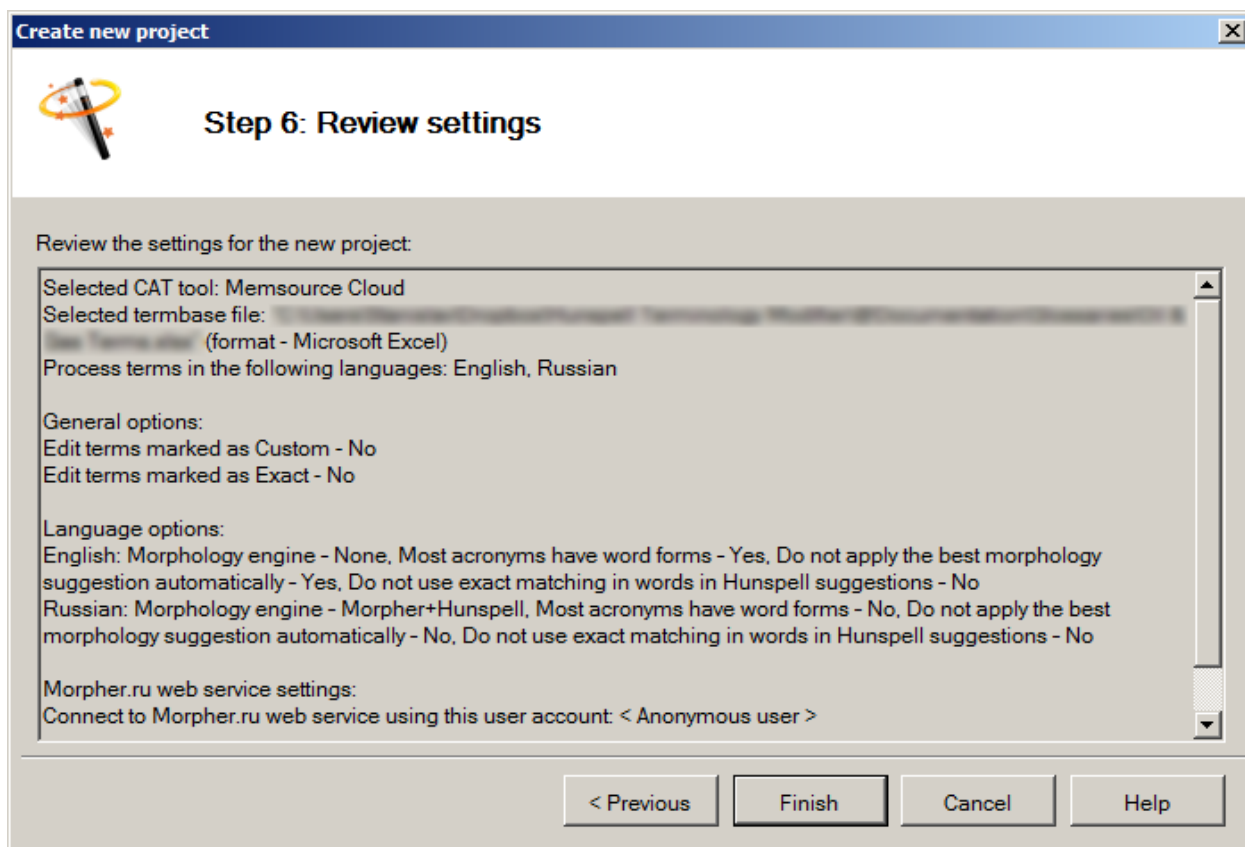 Create new project
Step 6: Review settings
Review the settings for the new project:
Selected CAT tool: Memsource Cloud
Selected termbase file:
(format - Microsoft Excel)
Process terms in the following languages: English, Russian
General options:
Edit terms marked as Custom - No
Edit terms marked as Exact - No
Language options:
English: Morphology engine - None, Most acronyms have word forms - Yes, Do not apply the best morphology
suggestion automatically - Yes, Do not use exact matching in words in Hunspell suggestions - No
Russian: Morphology engine - Morpher+Hunspell, Most acronyms have word forms - No, Do not apply the best
morphology suggestion automatically - No, Do not use exact matching in words in Hunspell suggestions - No
Morpher.ru web service settings:
Connect to Morpher.ru web service using this user account: < Anonymous user >
< Previous
Finish
Cancel
Help